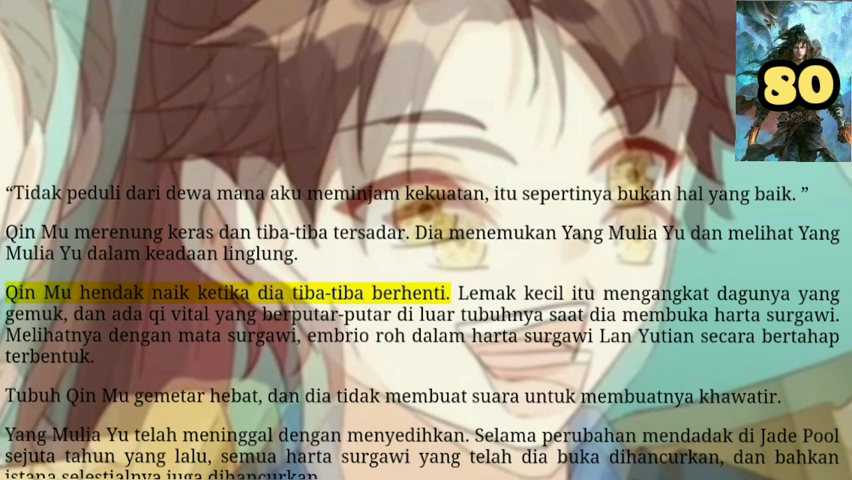 80
“Tidak peduli dari dewa mana aku meminjam kekuatan, itu sepertinya bukan hal yang baik. ”
Qin Mu merenung keras dan tiba-tiba tersadar. Dia menemukan Yang Mulia Yu dan melihat Yang
Mulia Yu dalam keadaan linglung.
Qin Mu hendak naik ketika dia tiba-tiba berhenti. Lemak kecil itu mengangkat dagunya yang
gemuk, dan ada qi vital yang berputar-putar di luar tubuhnya saat dia membuka harta surgawi.
Melihatnya dengan mata surgawi, embrio roh dalam harta surgawi Lan Yutian secara bertahap
terbentuk.
Tubuh Qin Mu gemetar hebat, dan dia tidak membuat suara untuk membuatnya khawatir.
Yang Mulia Yu telah meninggal dengan menyedihkan. Selama perubahan mendadak di Jade Pool
sejuta tahun yang lalu, semua harta surgawi yang telah dia buka dihancurkan, dan bahkan
istana selestialnya juga dihancurkan.